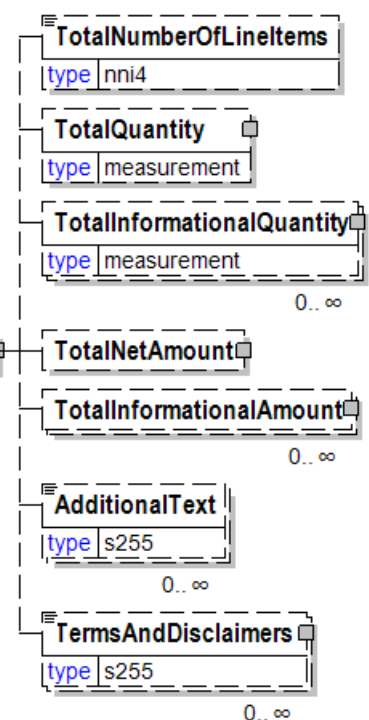 TotalNumberOfLineItems
type nni4
TotalQuantity
type measurement
TotalInformationalQuantity
type measurement
0.. ∞
TotalNetAmount
TotalInformationalAmount
0.. ∞
AdditionalText
type s255
0.. ∞
TermsAndDisclaimers
type s255
0.. ∞